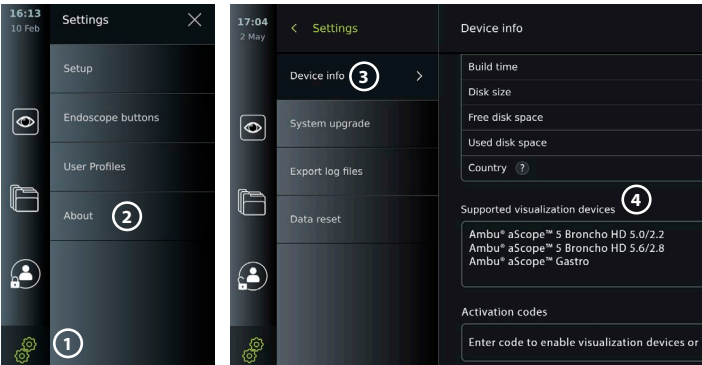 16:13
10 Feb
Settings
Setup
Endoscope buttons
User Profiles
About
2
1
17:04
2 May
< Settings
Device info
3
>
System upgrade
Export log files
Data reset
Device info
Build time
Disk size
Free disk space
Used disk space
Country ?
4
Supported visualization devices
Ambu® aScope™ 5 Broncho HD 5.0/2.2
Ambu® aScope™ 5 Broncho HD 5.6/2.8
Ambu® aScope™ Gastro
Activation codes
Enter code to enable visualization devices or